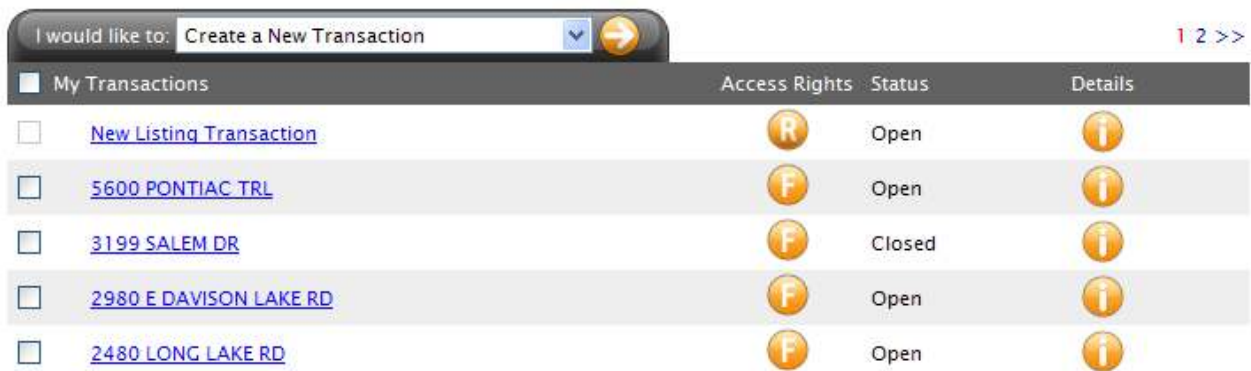 I would like to: Create a New Transaction 1 2 >>
My Transactions Access Rights Status Details
New Listing Transaction R Open i
5600 PONTIAC TRL F Open i
3199 SALEM DR F Closed i
2980 E DAVISON LAKE RD F Open i
2480 LONG LAKE RD F Open i